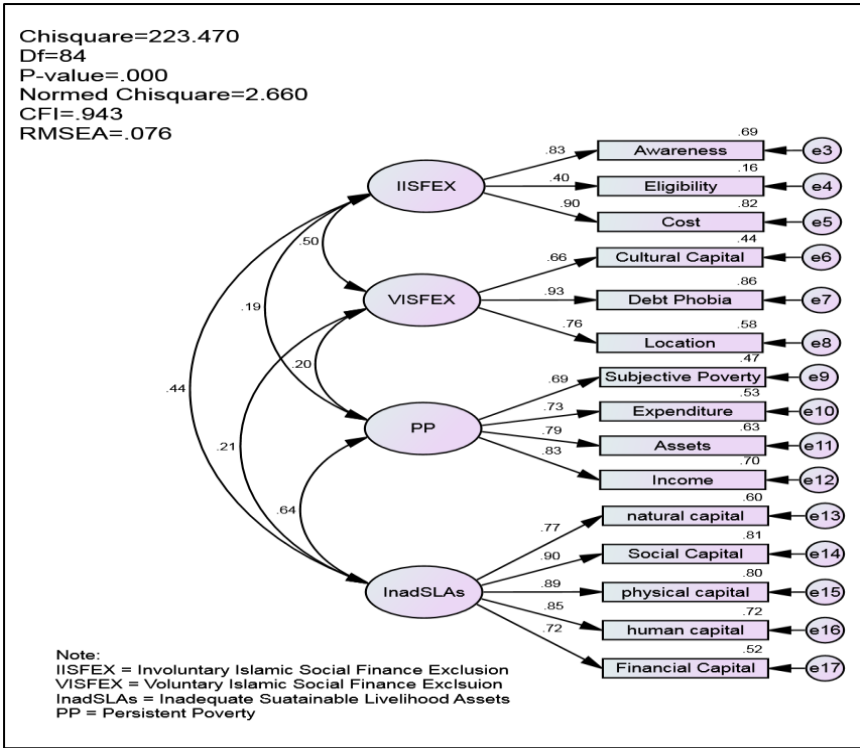 Chisquare=223.470
Df=84
P-value=.000
Normed Chisquare=2.660
CFI=.943
RMSEA=.076
.69
.83
Awareness
e3
.16
IISFEX
.40
Eligibility
e4
.82
.90
Cost
e5
.50
.44
.66
Cultural Capital
e6
.86
VISFEX
.93
Debt Phobia
e7
.19
.58
.76
Location
e8
.20
.47
.69
Subjective Poverty
e9
.44
.53
.73
Expenditure
e10
PP
.63
.79
Assets
e11
.21
.70
.83
Income
e12
.60
.64
.77
natural capital
e13
.81
.90
Social Capital
e14
.80
InadSLAs
.89
physical capital
e15
.72
.85
human capital
e16
.52
.72
Financial Capital
e17
Note:
IISFEX = Involuntary Islamic Social Finance Exclusion
VISFEX = Voluntary Islamic Social Finance Exclsuion
InadSLAs = Inadequate Suatainable Livelihood Assets
PP = Persistent Poverty